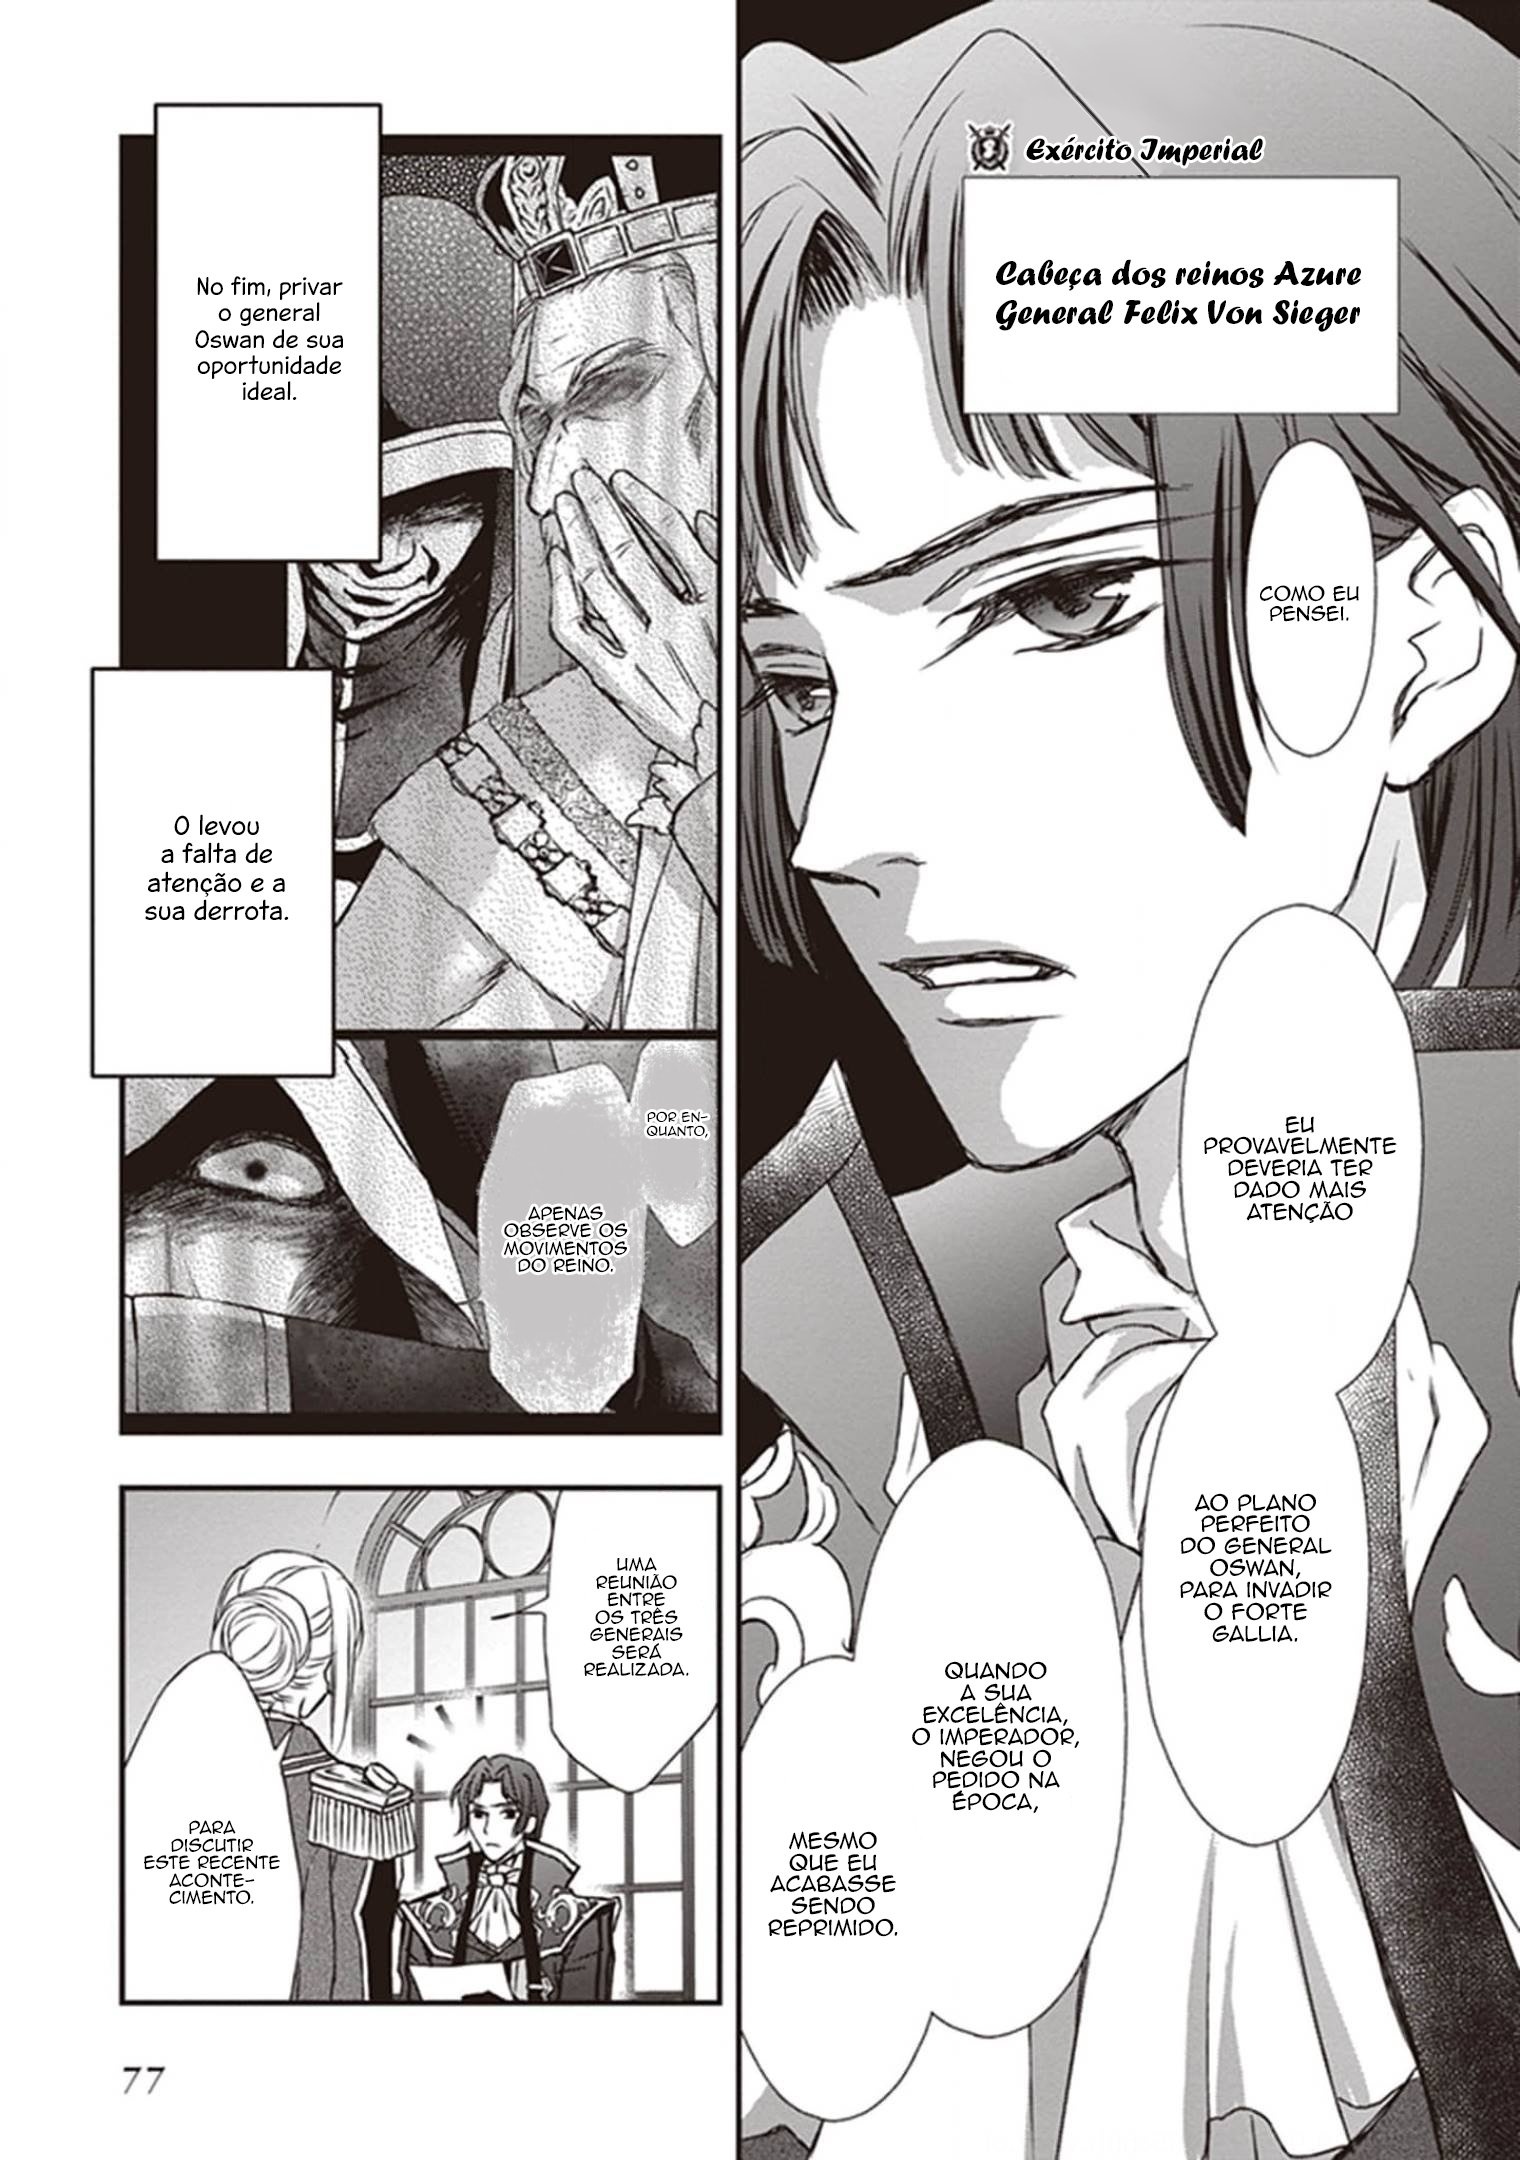 Exército Imperial
Cabeça dos reinos Azure
General Felix Von Sieger
COMO EU
PENSEI.
EU
PROVAVELMENTE
DEVERIA TER
DADO MAIS
ATENÇÃO
AO PLANO
PERFEITO
DO GENERAL
OSWAN,
PARA INVADIR
O FORTE
GALLIA.
QUANDO
A SUA
EXCELÊNCIA,
O IMPERADOR,
NEGOU O
PEDIDO NA
ÉPOCA,
MESMO
QUE EU
ACABASSE
SENDO
REPRIMIDO.
No fim, privar
o general
Oswan de sua
oportunidade
ideal.
O levou
a falta de
atenção e a
sua derrota.
POR EN-
QUANTO,
APENAS
OBSERVE OS
MOVIMENTOS
DO REINO.
UMA
REUNIÃO
ENTRE
OS TRÊS
GENERAIS
SERÁ
REALIZADA.
PARA
DISCUTIR
ESTE RECENTE
ACONTE-
CIMENTO.
77